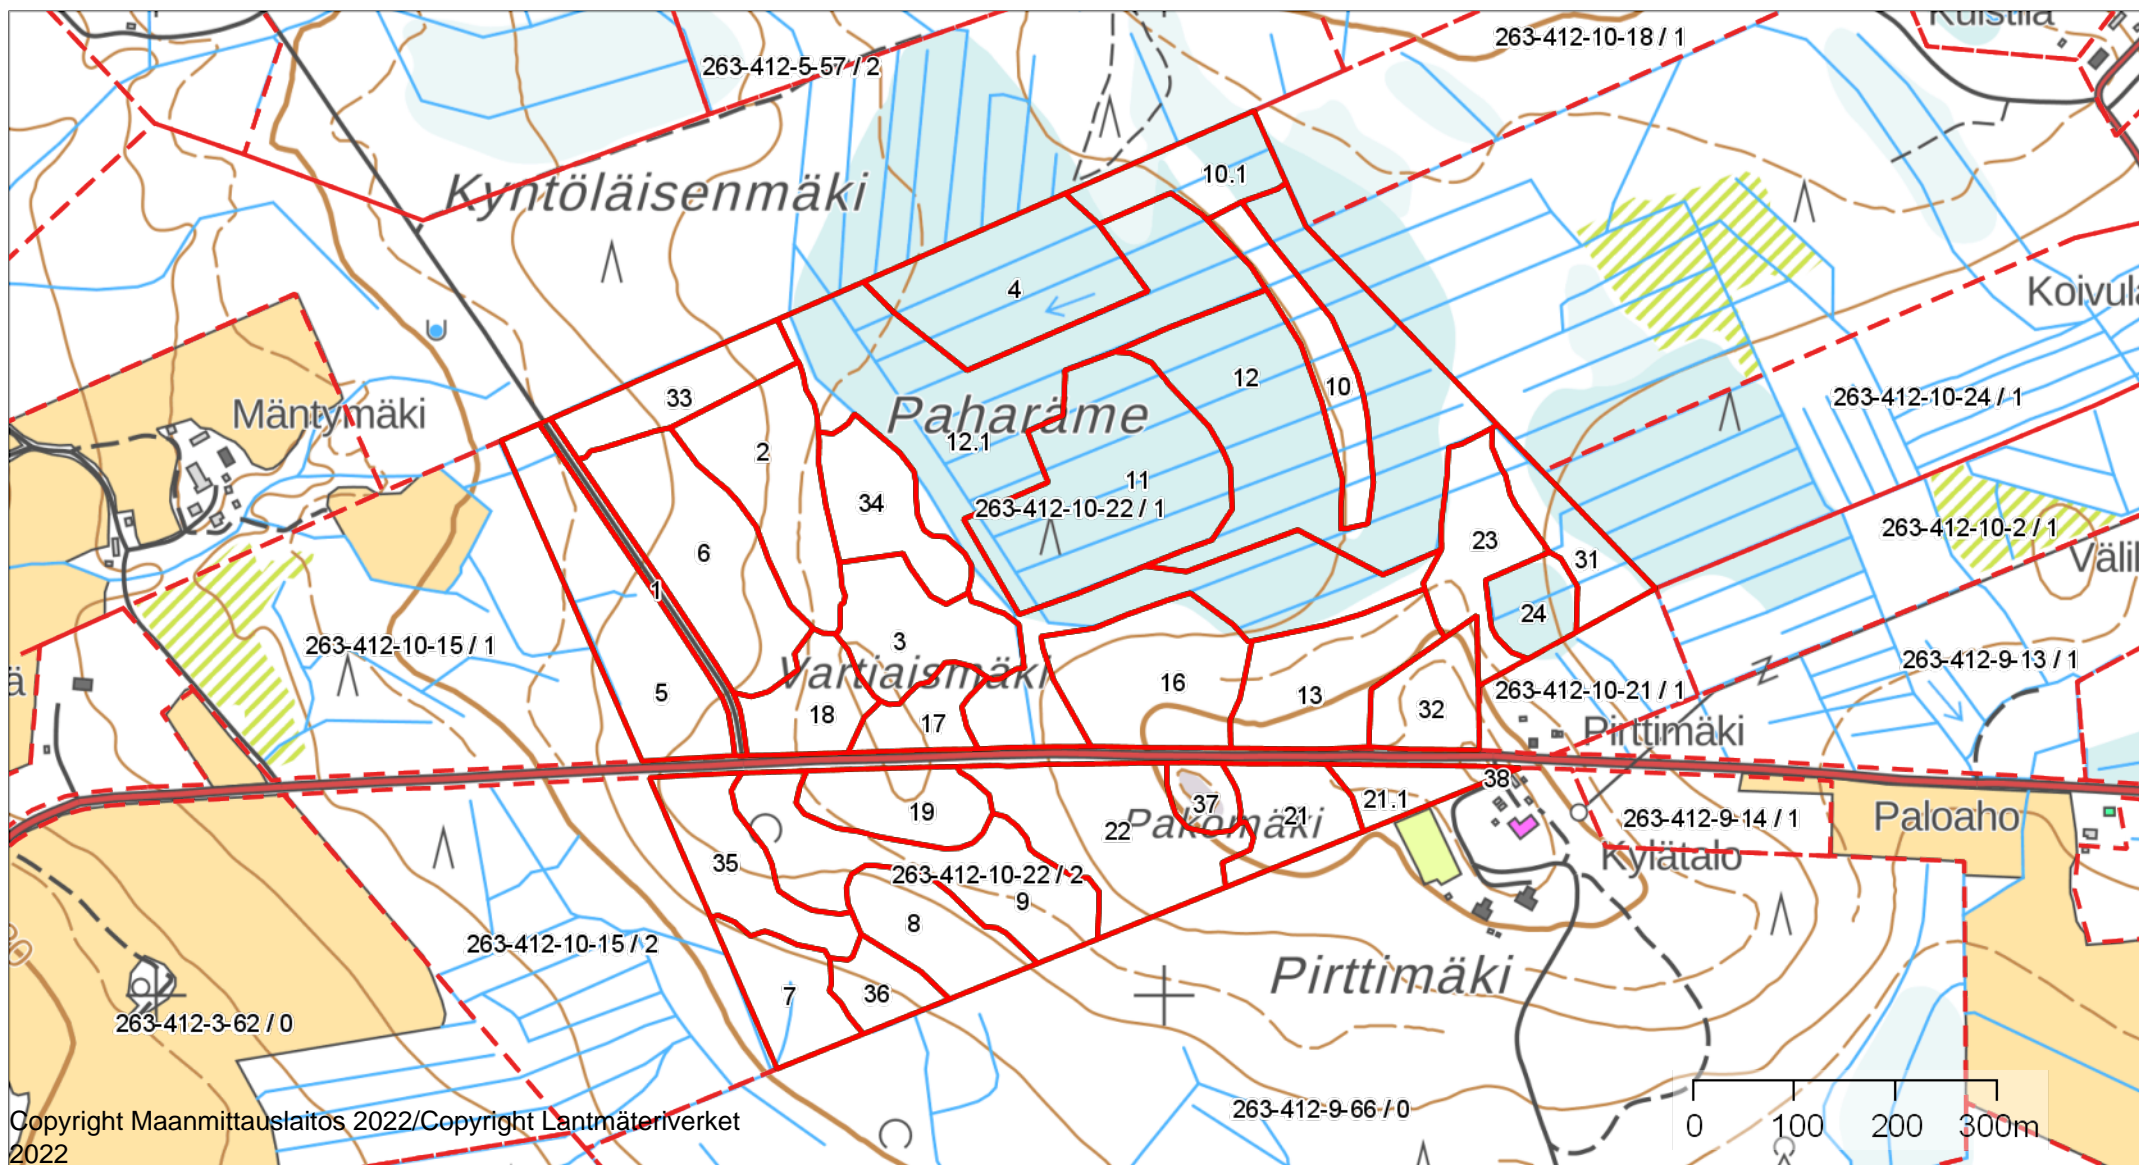 Kuistila
263-412-10-18 / 1
263-412-5-57 / 2
10.1
Kyntöläisenmäki
4
Koivula
33
Mäntymäki
12
10
263-412-10-24 / 1
Paharäme
12.1
2
11
34
263-412-10-22 / 1
263-412-10-2 / 1
6
23
31
1
24
263-412-10-15 / 1
3
263-412-9-13 / 1
Vartiaismäki
ä
5
16
13
263-412-10-21 / 1
18
17
32
Pirttimäki
Z
38
37
21.1
19
22
Pakomäki
21
263-412-9-14 / 1
Paloaho
35
Kylätalo
263-412-10-22 / 2
9
8
263-412-10-15 / 2
Pirttimäki
7
36
263-412-3-62 / 0
263-412-9-66 / 0
Copyright Maanmittauslaitos 2022/Copyright Lantmäteriverket
2022
0 100 200 300m